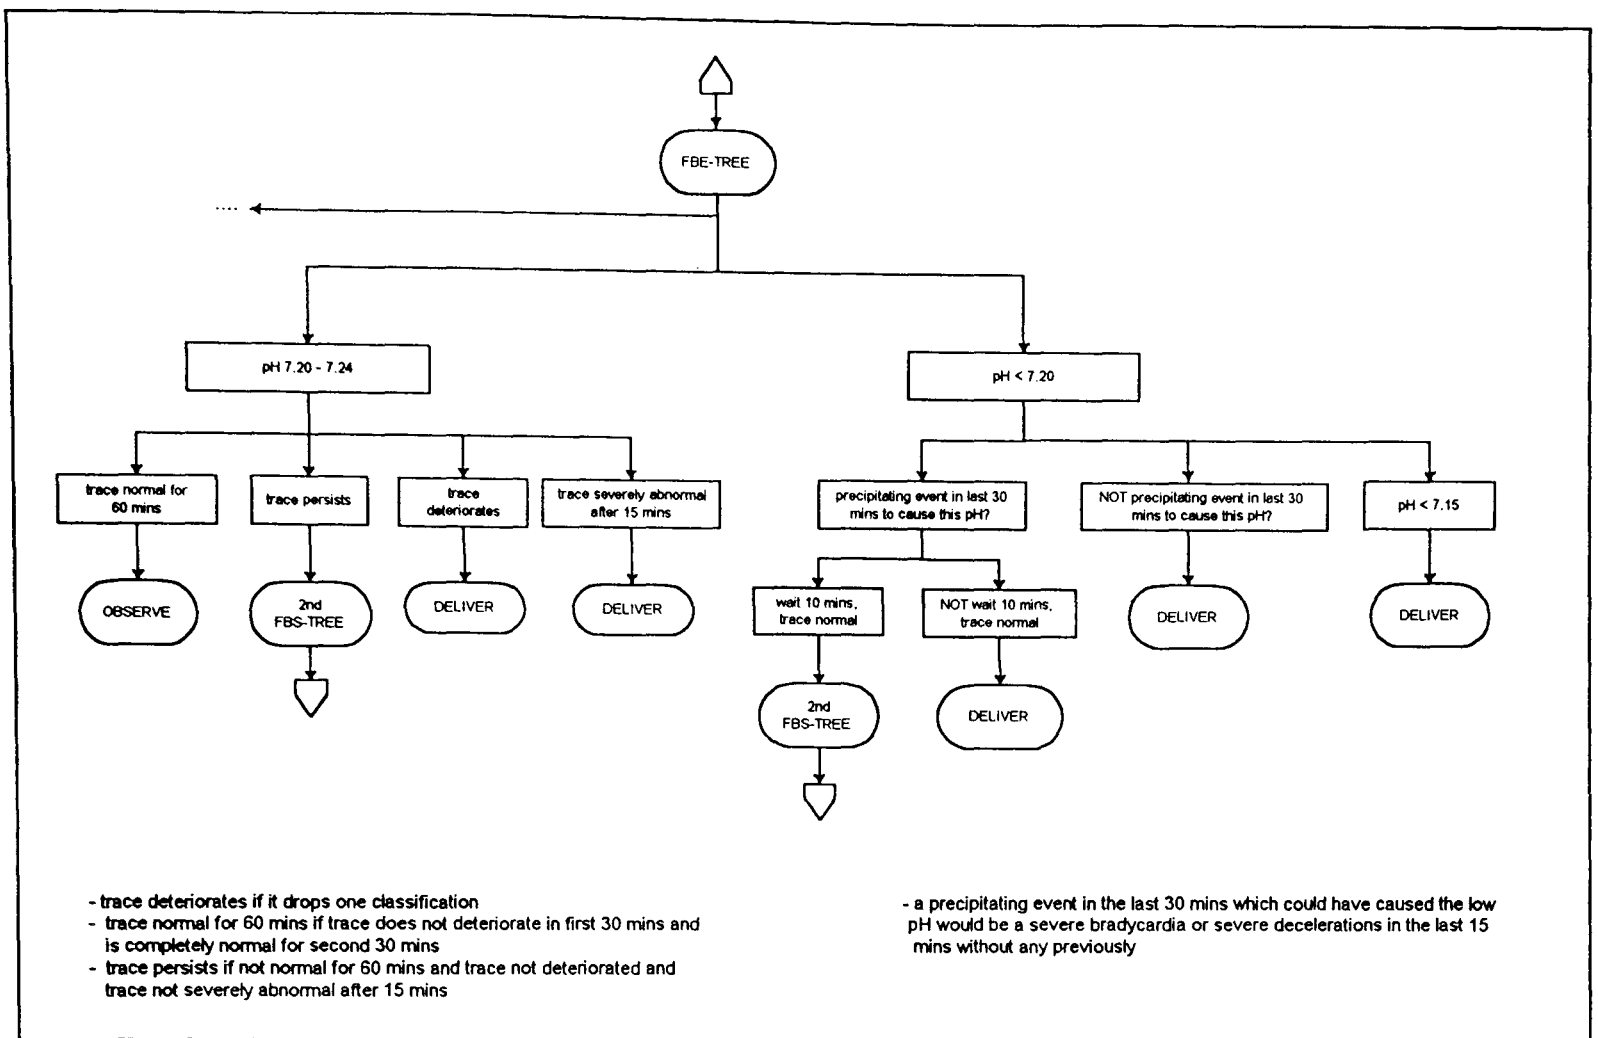 FBE-TREE
....
pH 7.20 - 7.24
pH < 7.20
trace normal for
60 mins
trace persists
trace
deteriorates
trace severely abnormal
after 15 mins
precipitating event in last 30
mins to cause this pH?
NOT precipitating event in last 30
mins to cause this pH?
pH < 7.15
OBSERVE
2nd
FBS-TREE
DELIVER
DELIVER
wait 10 mins,
trace normal
NOT wait 10 mins,
trace normal
DELIVER
DELIVER
2nd
FBS-TREE
DELIVER
- trace deteriorates if it drops one classification
- trace normal for 60 mins if trace does not deteriorate in first 30 mins and
is completely normal for second 30 mins
- trace persists if not normal for 60 mins and trace not deteriorated and
trace not severely abnormal after 15 mins
- a precipitating event in the last 30 mins which could have caused the low
pH would be a severe bradycardia or severe decelerations in the last 15
mins without any previously